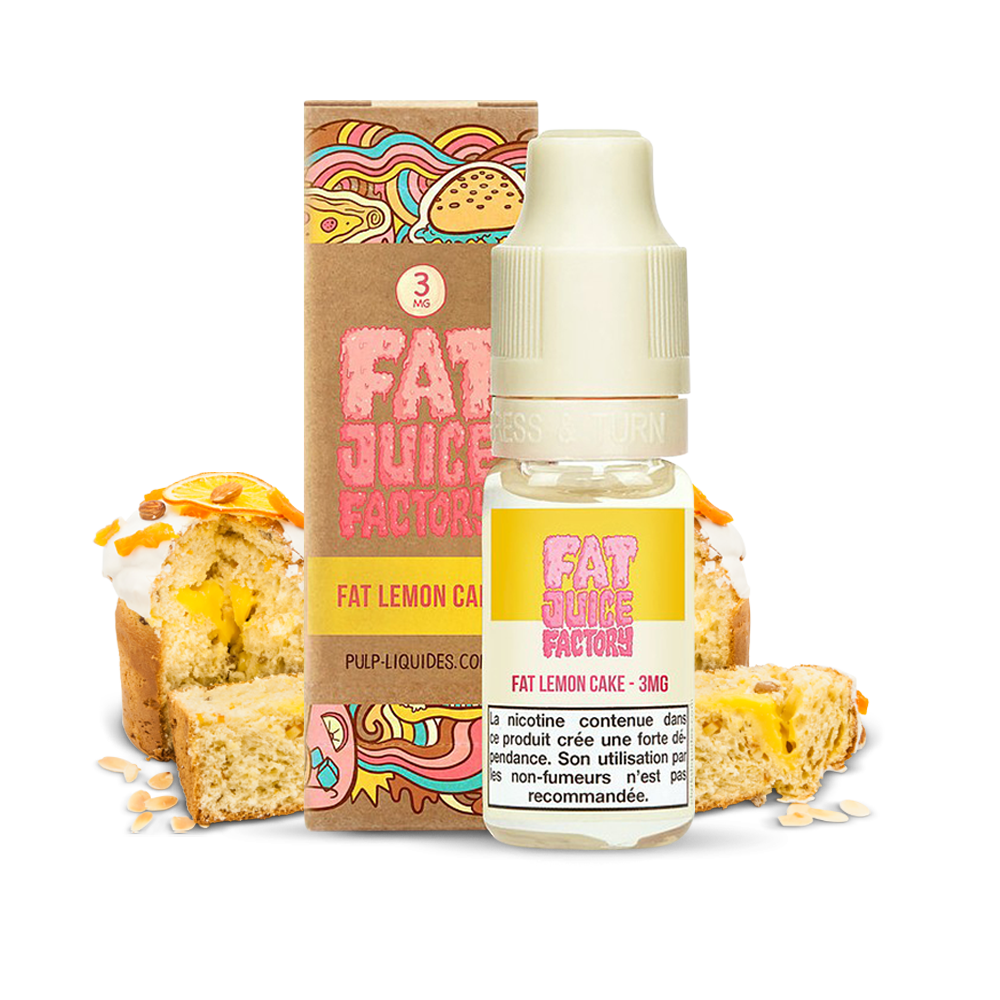 3
MG
FAT
JUICE
FACTORY
FAT LEMON CA
PULP-LIQUIDES.CO
RESS & TURN
FAT
JUICE
FACTORY
FAT LEMON CAKE - 3MG
La nicotine contenue dans
ce produit crée une forte dé-
pendance. Son utilisation par
les non-fumeurs n'est pas
recommandée.